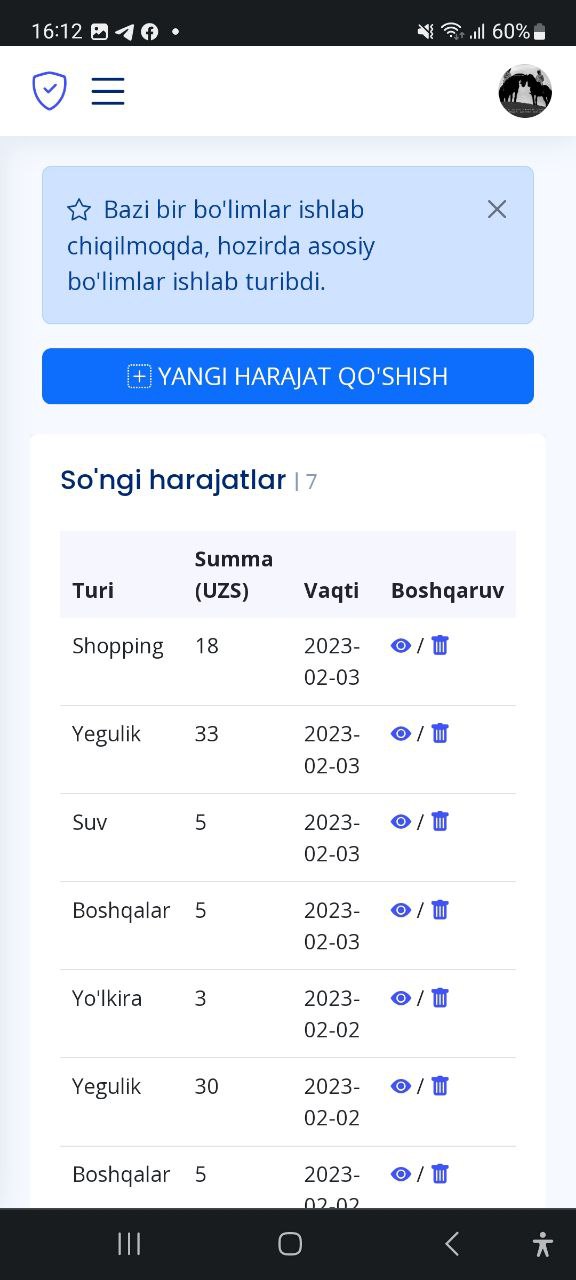 16:12 60%
Bazi bir bo'limlar ishlab
chiqilmoqda, hozirda asosiy
bo'limlar ishlab turibdi.
YANGI HARAJAT QO'SHISH
So'ngi harajatlar | 7
Summa
Turi (UZS) Vaqti Boshqaruv
Shopping 18 2023-
02-03 /
Yegulik 33 2023-
02-03 /
Suv 5 2023-
02-03 /
Boshqalar 5 2023-
02-03 /
Yo'lkira 3 2023-
02-02 /
Yegulik 30 2023-
02-02 /
Boshqalar 5 2023-
02-02 /